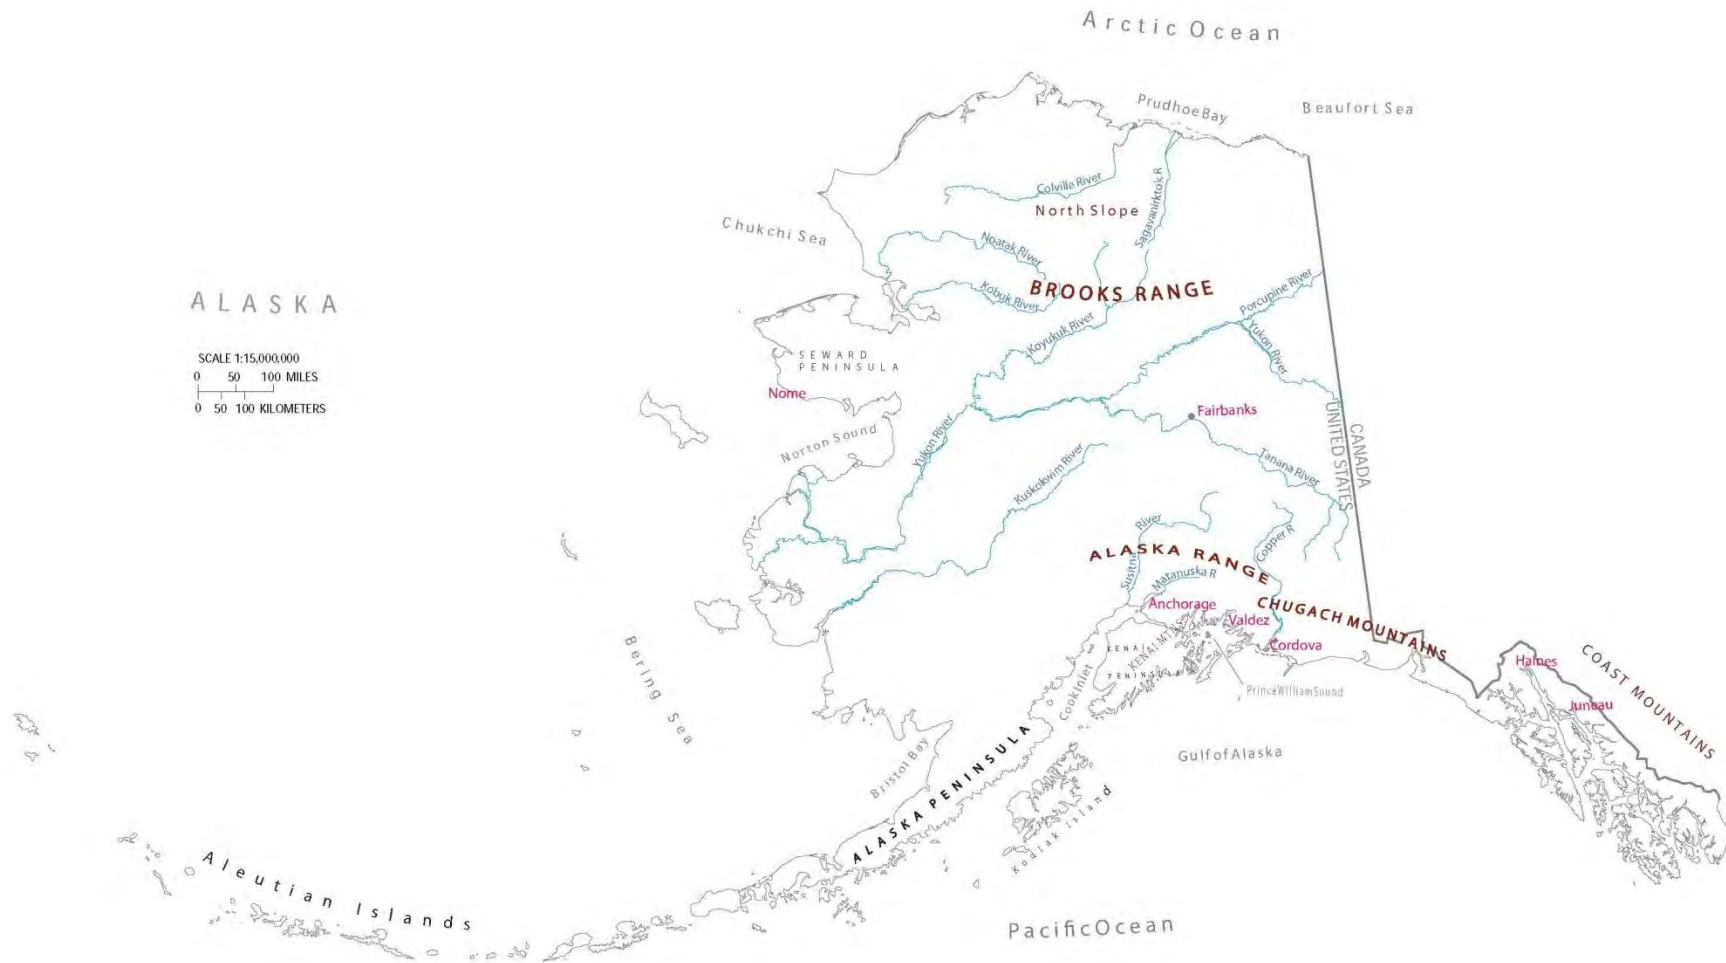 Arctic Ocean
Prudhoe Bay
Beaufort Sea
Colville River
Sagavanirktok R
North Slope
Chukchi Sea
Noatak River
BROOKS RANGE
Kobuk River
Porcupine River
ALASKA
Koyukuk River
Yukon River
SCALE 1:15,000,000
0 50 100 MILES
0 50 100 KILOMETERS
SEWARD
PENINSULA
Nome
Fairbanks
CANADA
UNITED STATES
Norton Sound
Yukon River
Kuskokwim River
Tanana River
Susitna River
Copper R
ALASKA RANGE
Matanuska R
Anchorage
CHUGACH MOUNTAINS
Valdez
Cordova
KENAI MTNS
KENAI
PENINSULA
Prince William Sound
Haines
Juneau
COAST MOUNTAINS
Cook Inlet
Bering Sea
Bristol Bay
Gulf of Alaska
ALASKA PENINSULA
Kodiak Island
Aleutian Islands
Pacific Ocean